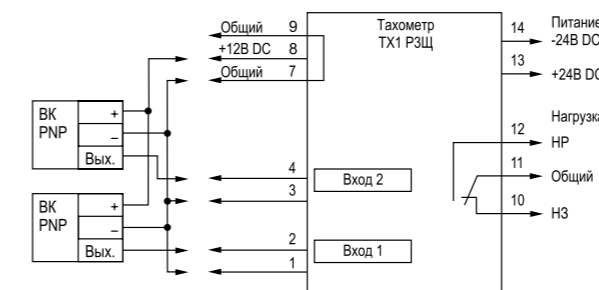 Общий 9
+12В DC 8
Общий 7
Тахометр
ТХ1 РЗЩ
14 Питание
-24В DC
13
+24В DC
Нагрузка
12
НР
11
Общий
10
НЗ
ВК
PNP
+
–
Вых.
ВК
PNP
+
–
Вых.
4
3
Вход 2
2
1
Вход 1